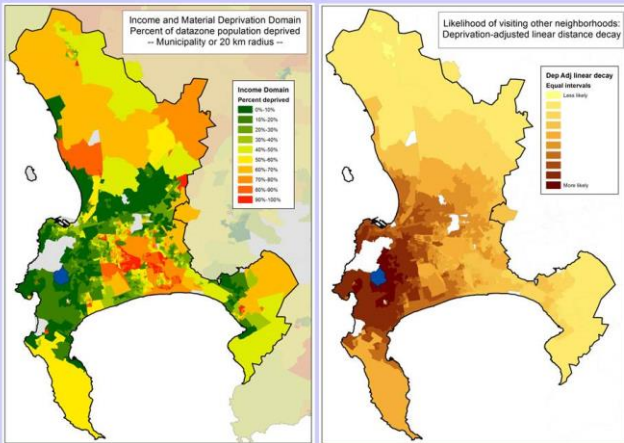 Income and Material Deprivation Domain
Percent of datazone population deprived
-- Municipality or 20 km radius --
Income Domain
Percent deprived
0%-10%
10%-20%
20%-30%
30%-40%
40%-50%
50%-60%
60%-70%
70%-80%
80%-90%
90%-100%
Likelihood of visiting other neighborhoods:
Deprivation-adjusted linear distance decay
Dep Adj linear decay
Equal intervals
Less likely
More likely